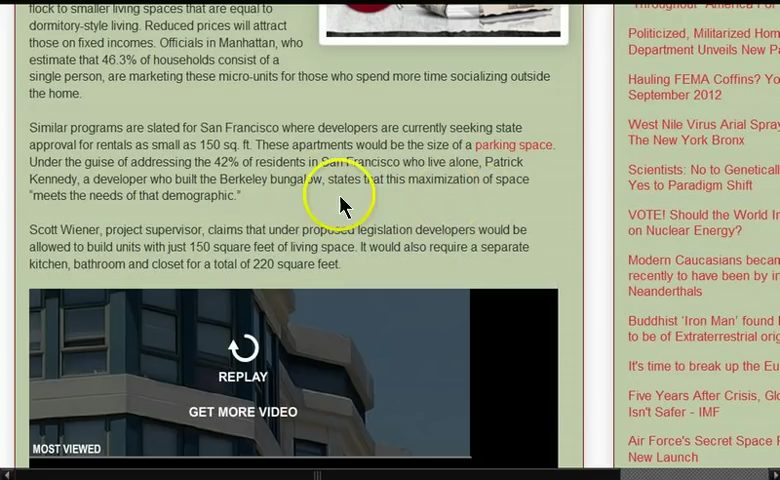 flock to smaller living spaces that are equal to
dormitory-style living. Reduced prices will attract
those on fixed incomes. Officials in Manhattan, who
estimate that 46.3% of households consist of a
single person, are marketing these micro-units for those who spend more time socializing outside
the home.
Similar programs are slated for San Francisco where developers are currently seeking state
approval for rentals as small as 150 sq. ft. These apartments would be the size of a parking space.
Under the guise of addressing the 42% of residents in San Francisco who live alone, Patrick
Kennedy, a developer who built the Berkeley bungalow, states that this maximization of space
“meets the needs of that demographic.”
Scott Wiener, project supervisor, claims that under proposed legislation developers would be
allowed to build units with just 150 square feet of living space. It would also require a separate
kitchen, bathroom and closet for a total of 220 square feet.
REPLAY
GET MORE VIDEO
MOST VIEWED
"Throughout" America For
Politicized, Militarized Hom
Department Unveils New Pa
Hauling FEMA Coffins? Yo
September 2012
West Nile Virus Arial Spray
The New York Bronx
Scientists: No to Genetical
Yes to Paradigm Shift
VOTE! Should the World In
on Nuclear Energy?
Modern Caucasians becam
recently to have been by in
Neanderthals
Buddhist ‘Iron Man’ found
to be of Extraterrestrial orig
It's time to break up the Eu
Five Years After Crisis, Glo
Isn't Safer - IMF
Air Force's Secret Space P
New Launch